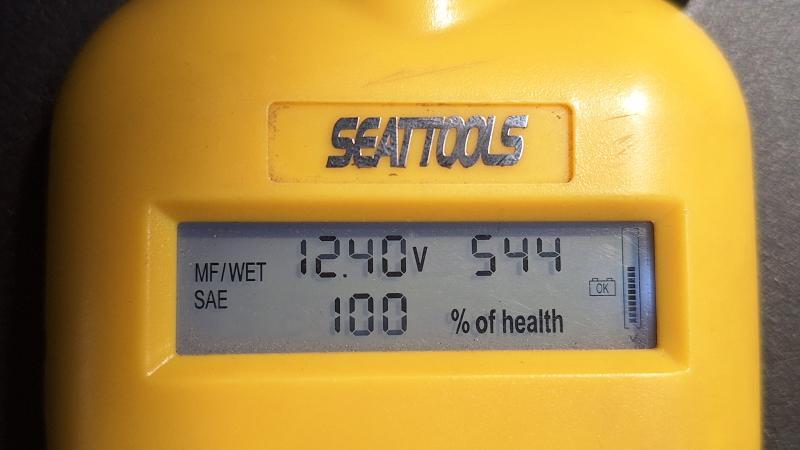 SEATTOOLS
MF/WET 12.40V 544
SAE 100 % of health
OK